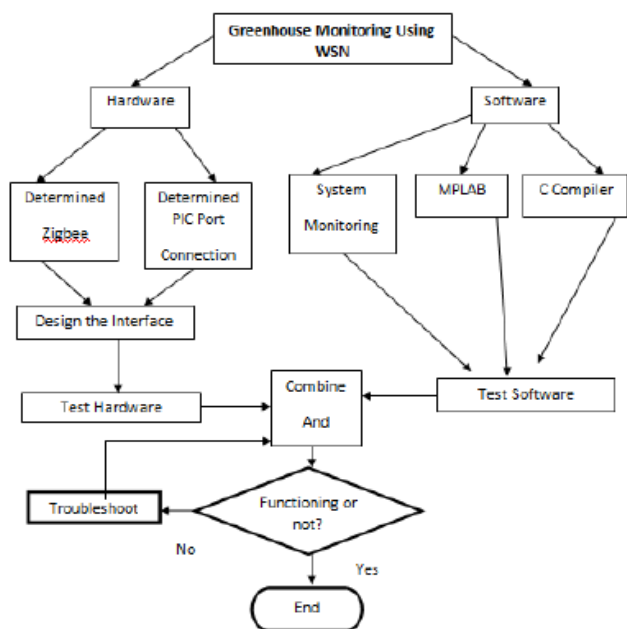 Greenhouse Monitoring Using
WSN
Hardware
Software
Determined
Zigbee
Determined
PIC Port
Connection
System
Monitoring
MPLAB
C Compiler
Design the Interface
Test Hardware
Combine
And
Test Software
Troubleshoot
Functioning or
not?
No
Yes
End